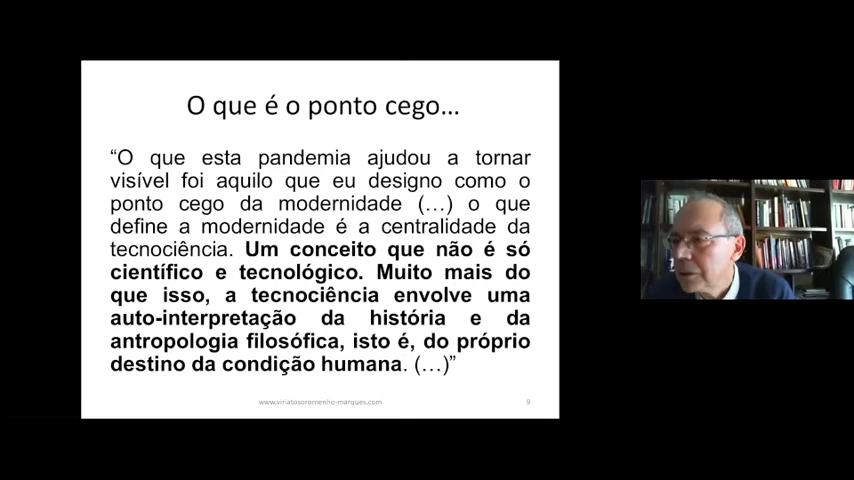 O que é o ponto cego...
“O que esta pandemia ajudou a tornar
visível foi aquilo que eu designo como o
ponto cego da modernidade (…) o que
define a modernidade é a centralidade da
tecnociência. Um conceito que não é só
científico e tecnológico. Muito mais do
que isso, a tecnociência envolve uma
auto-interpretação da história e da
antropologia filosófica, isto é, do próprio
destino da condição humana. (…)”
www.viriatosoromenho-marques.com
9